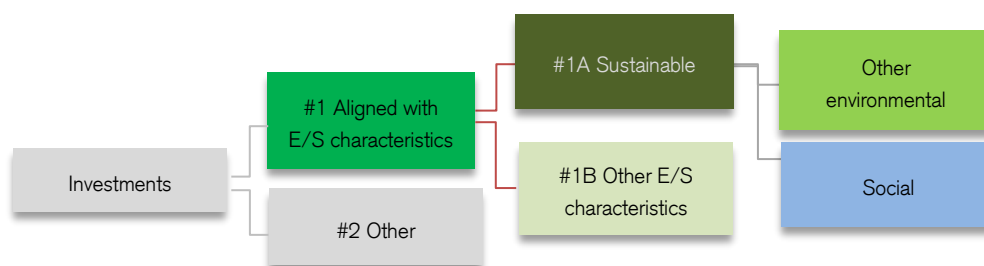 Investments
#1 Aligned with
E/S characteristics
#2 Other
#1A Sustainable
#1B Other E/S
characteristics
Other
environmental
Social